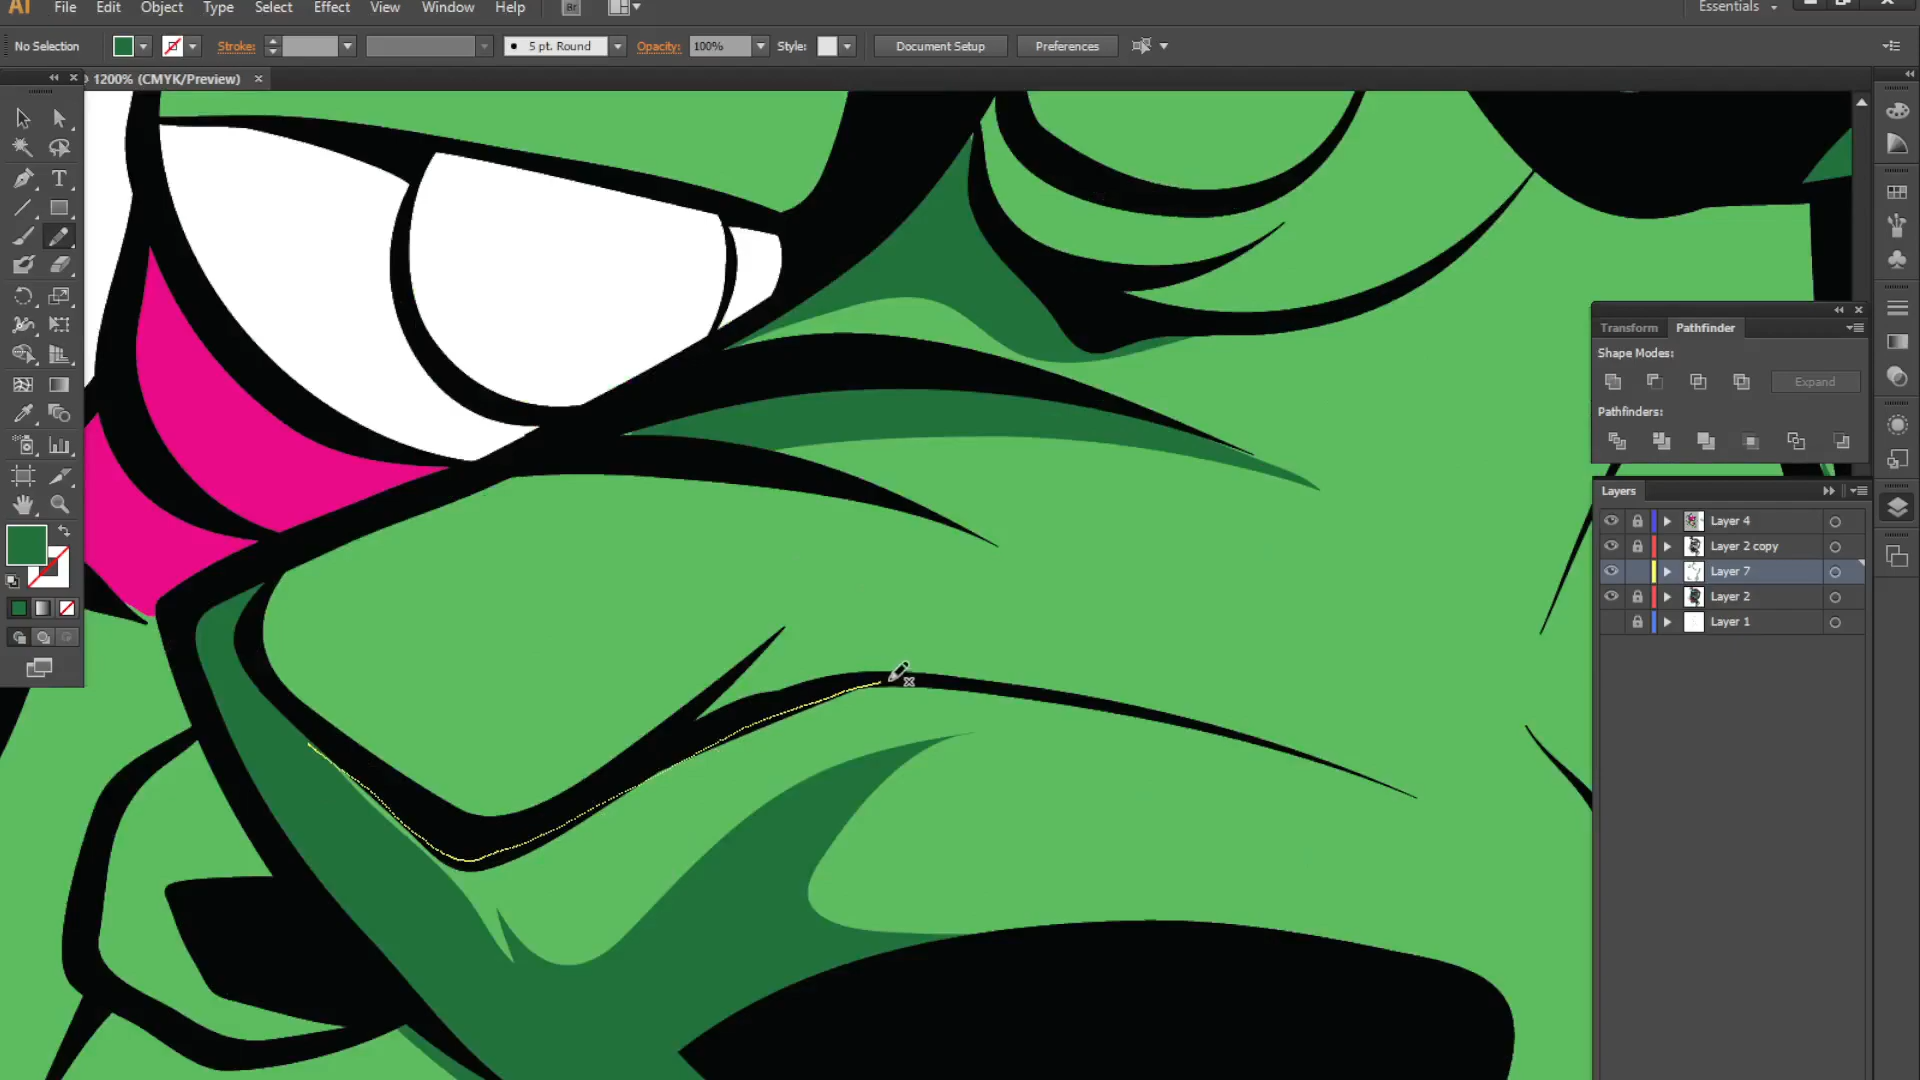 Ai File Edit Object Type Select Effect View Window Help Br Essentials
No Selection Stroke: 5 pt. Round Opacity: 100% Style: Document Setup Preferences
1200% (CMYK/Preview)
Transform Pathfinder
Shape Modes:
Expand
Pathfinders:
Layers
Layer 4
Layer 2 copy
Layer 7
Layer 2
Layer 1